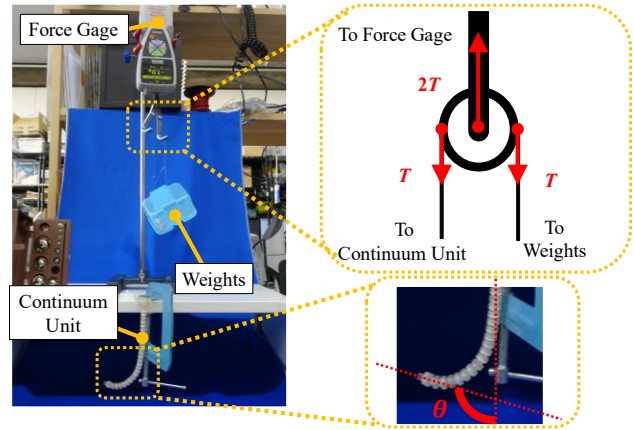 Force Gage
Weights
Continuum
Unit
To Force Gage
2T
T
T
To
Continuum Unit
To
Weights
θ